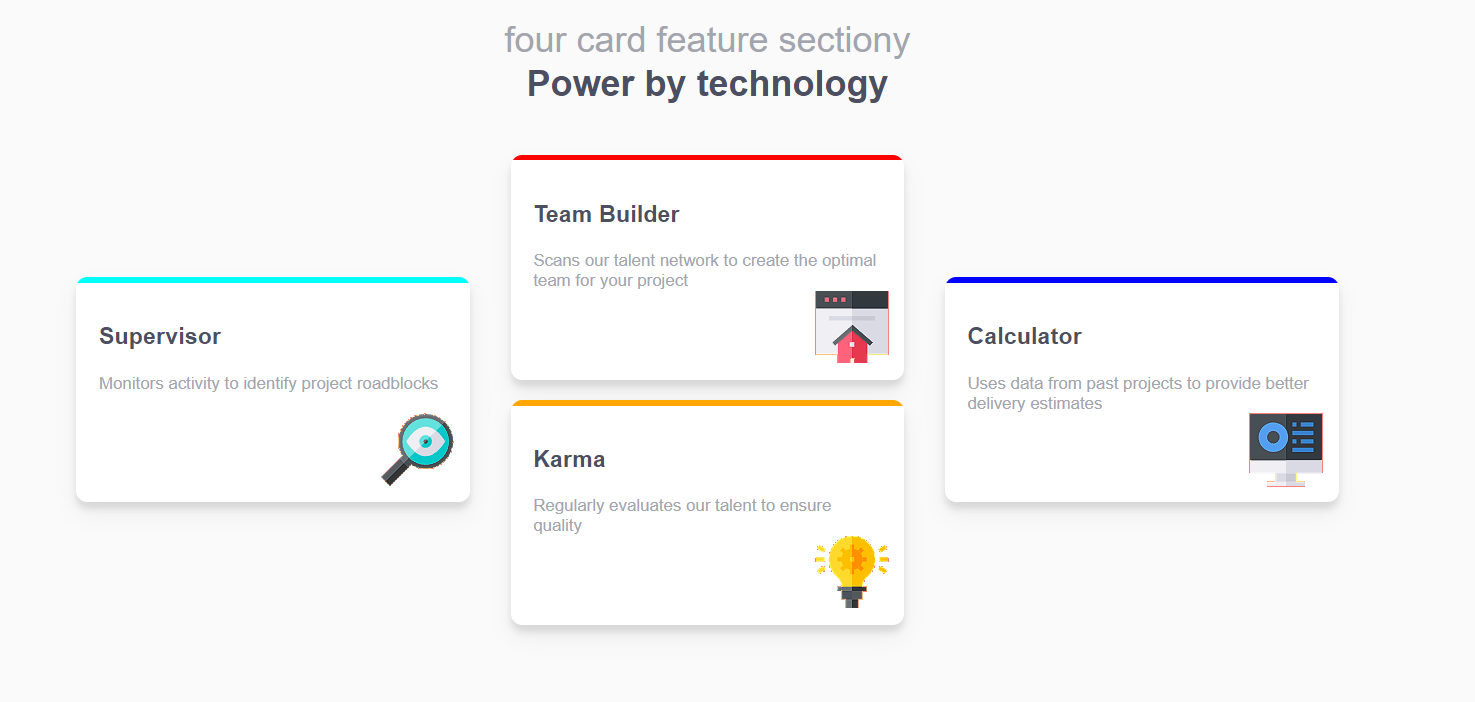 four card feature sectiony
Power by technology
Team Builder
Scans our talent network to create the optimal
team for your project
Supervisor
Monitors activity to identify project roadblocks
Calculator
Uses data from past projects to provide better
delivery estimates
Karma
Regularly evaluates our talent to ensure
quality